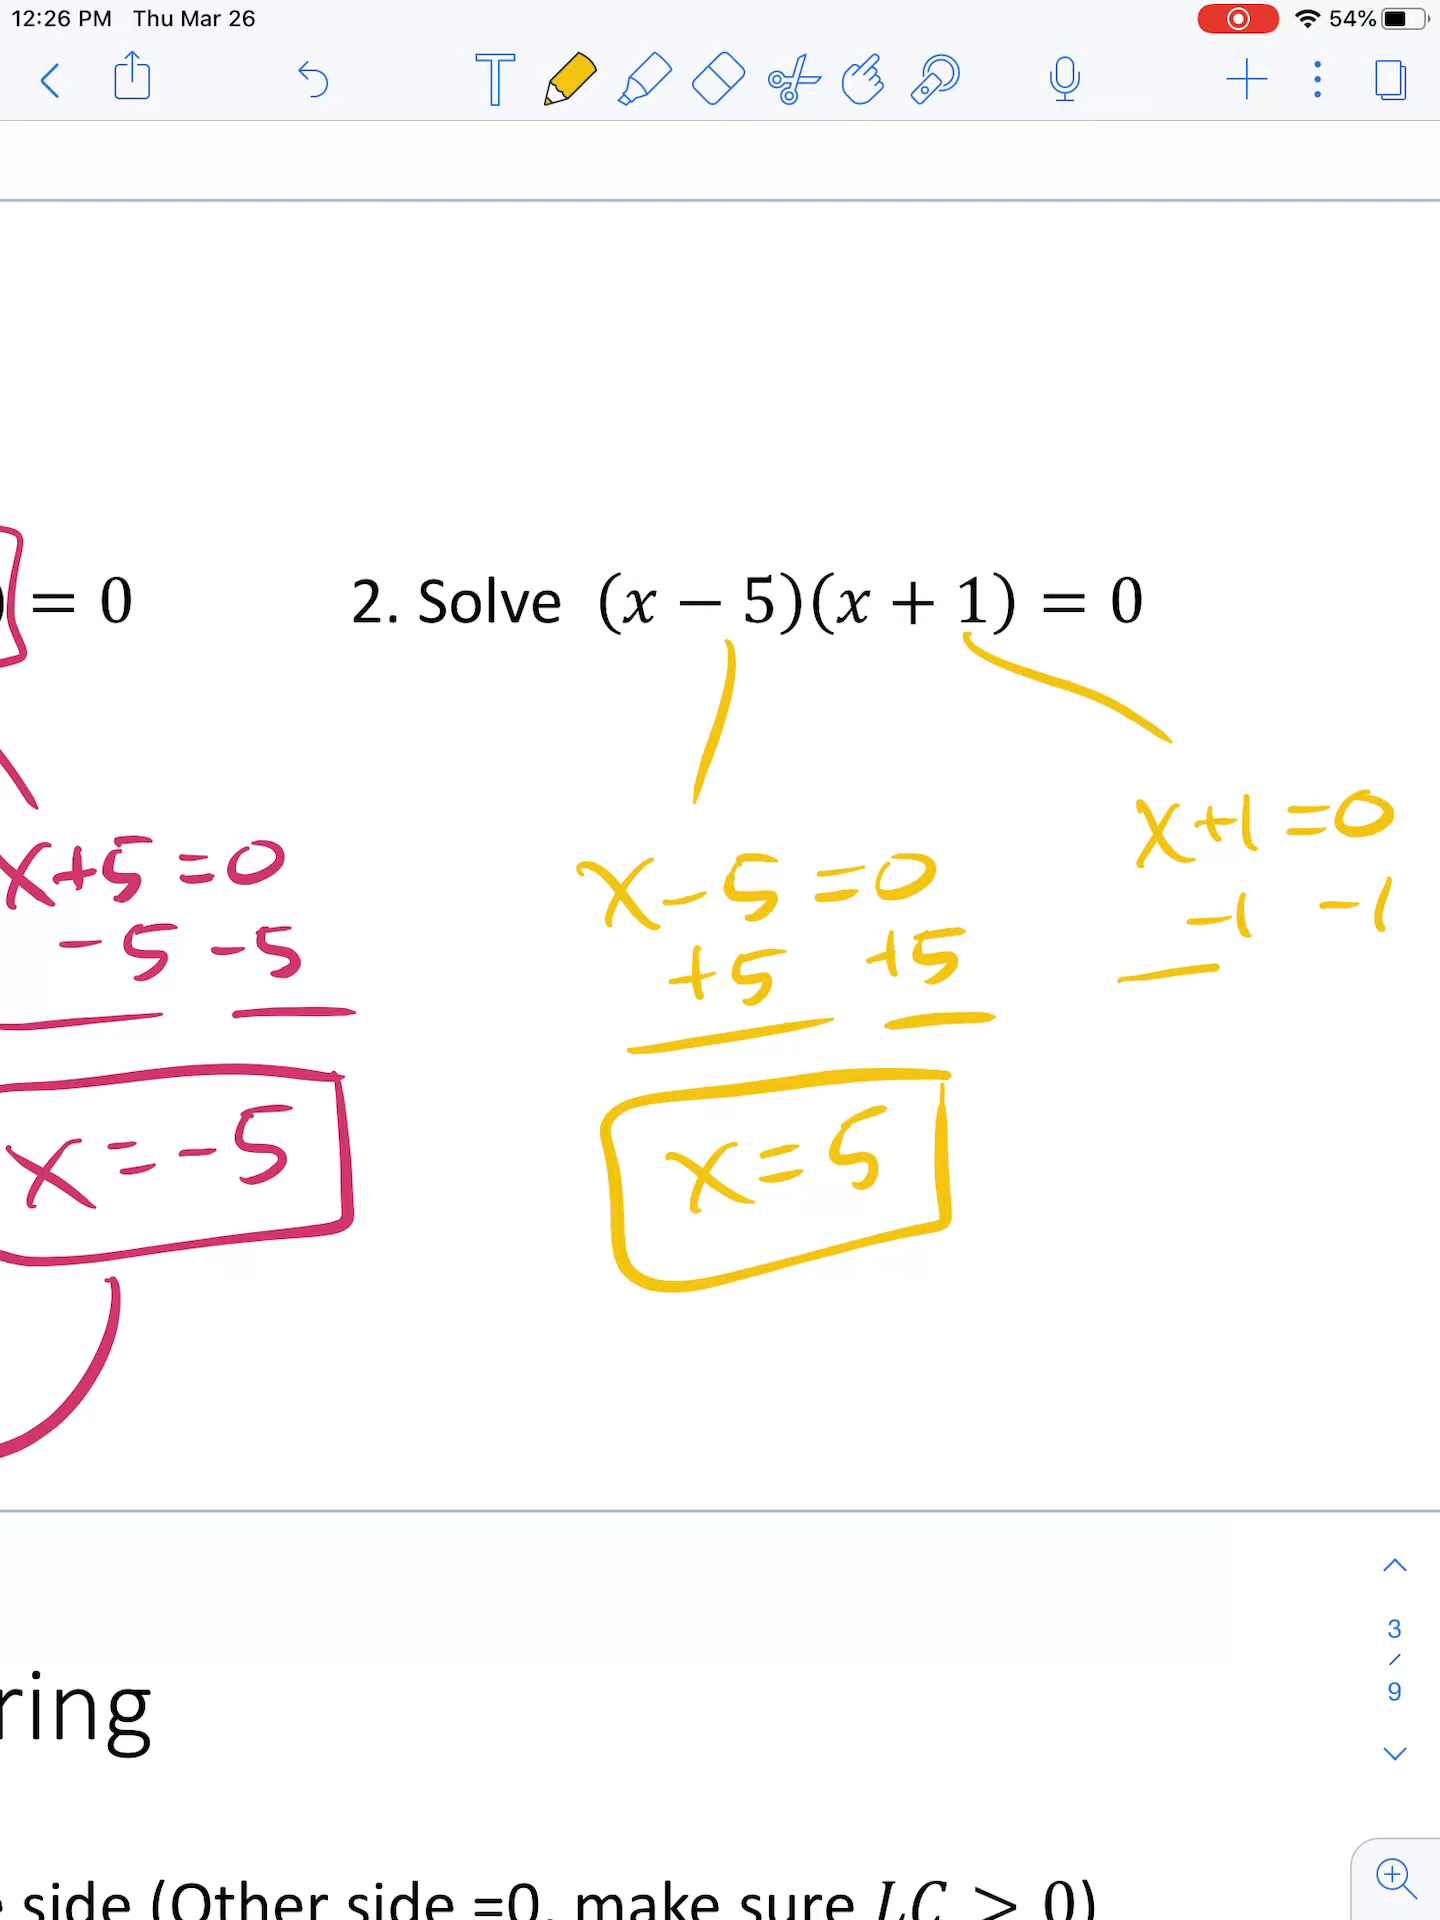 12:26 PM Thu Mar 26 54%
= 0
2. Solve (x − 5)(x + 1) = 0
x+5 =0
-5 -5
x = -5
x-5=0
+5 +5
x=5
x+1=0
-1 -1
3
/
9
ring
side (Other side =0, make sure LC > 0)